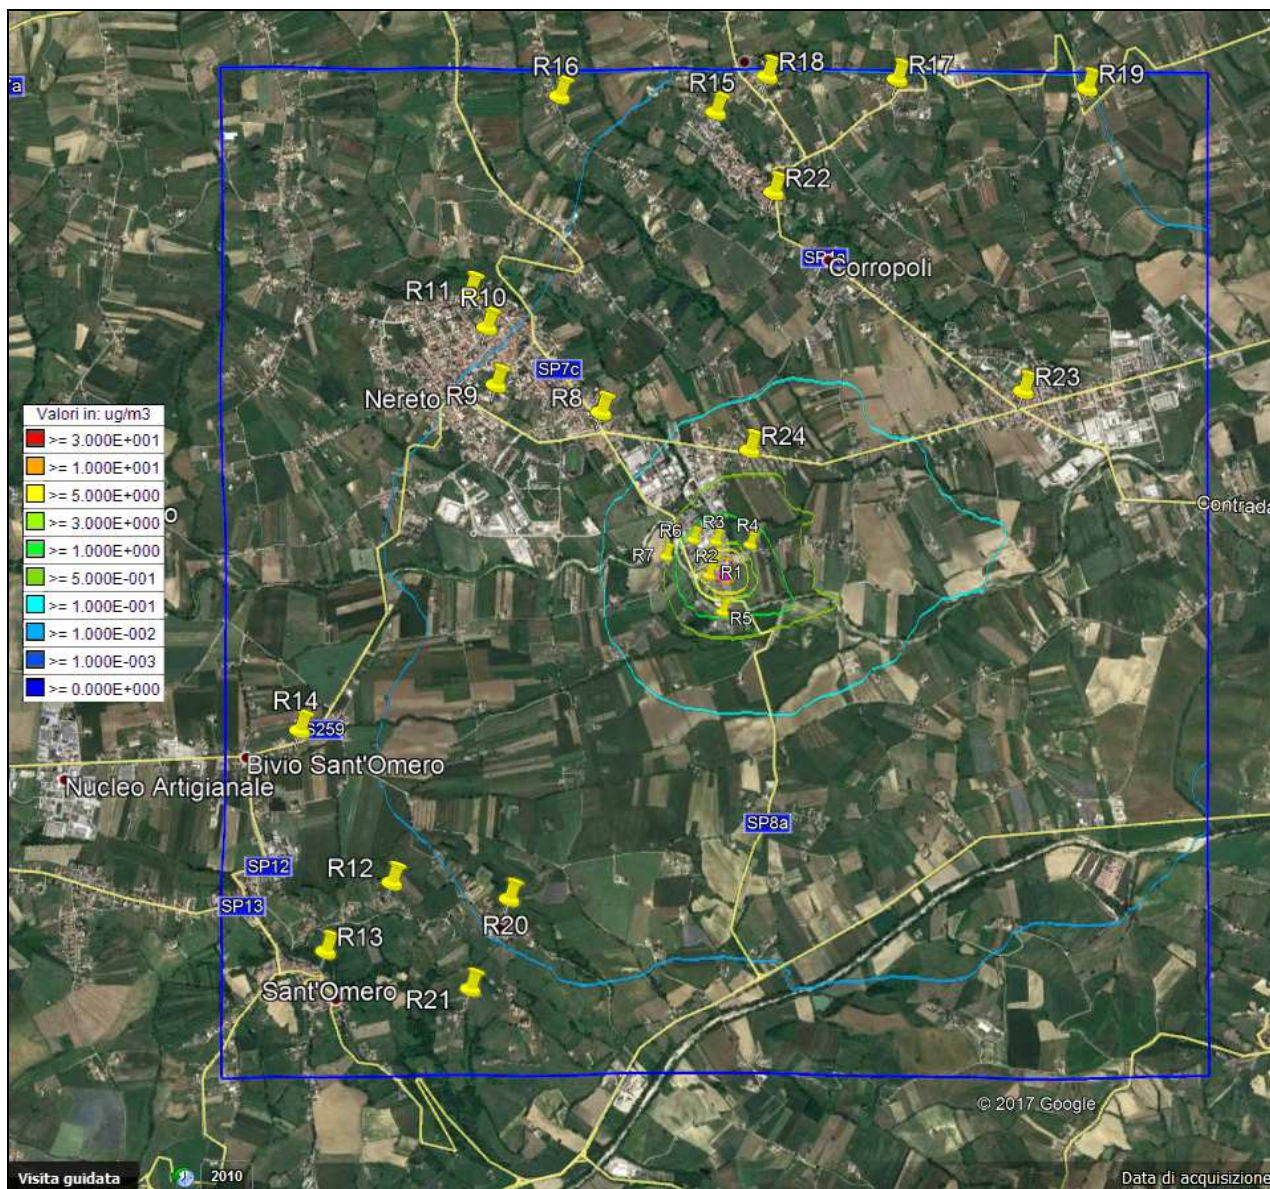 R16
R18
R17
R19
R15
7a
R22
SP1a
Corropoli
R11
R10
SP7c
R23
R9
R8
Nereto
R24
Valori in: ug/m3
>= 3.000E+001
>= 1.000E+001
>= 5.000E+000
>= 3.000E+000
>= 1.000E+000
>= 5.000E-001
>= 1.000E-001
>= 1.000E-002
>= 1.000E-003
>= 0.000E+000
o
Contrada
R6
R3
R4
R7
R2
R1
R5
R14
S259
Bivio Sant'Omero
Nucleo Artigianale
SP8a
SP12
R12
SP13
R20
R13
Sant'Omero
R21
© 2017 Google
Visita guidata
2010
Data di acquisizione